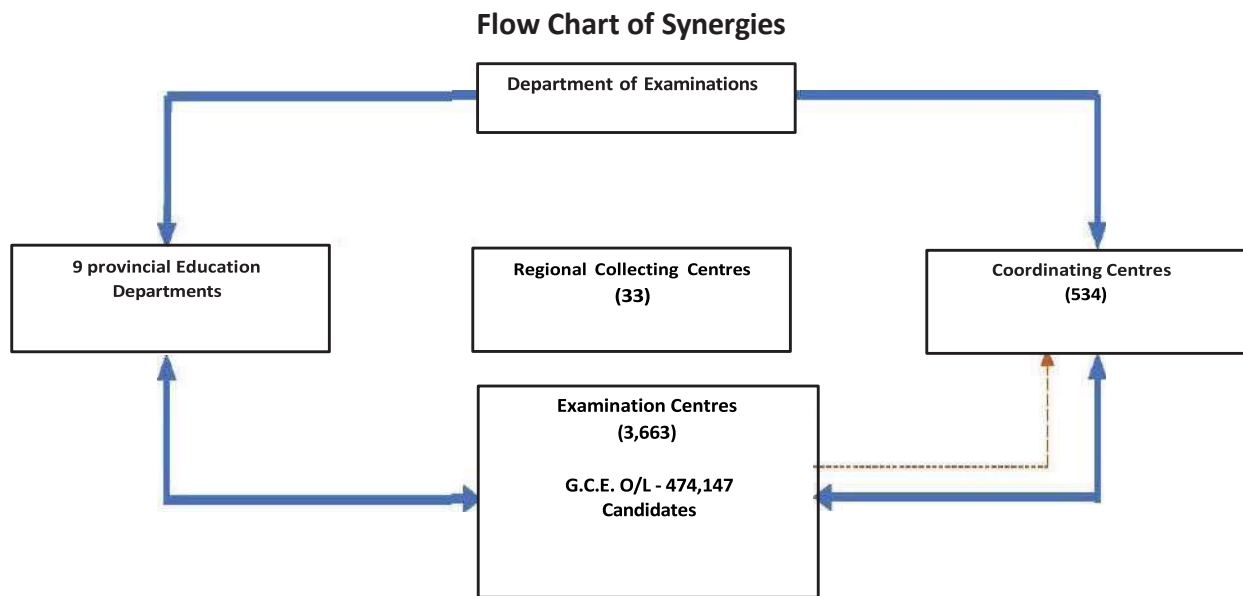 Flow Chart of Synergies
Department of Examinations
9 provincial Education
Departments
Regional Collecting Centres
(33)
Coordinating Centres
(534)
Examination Centres
(3,663)
G.C.E. O/L - 474,147
Candidates